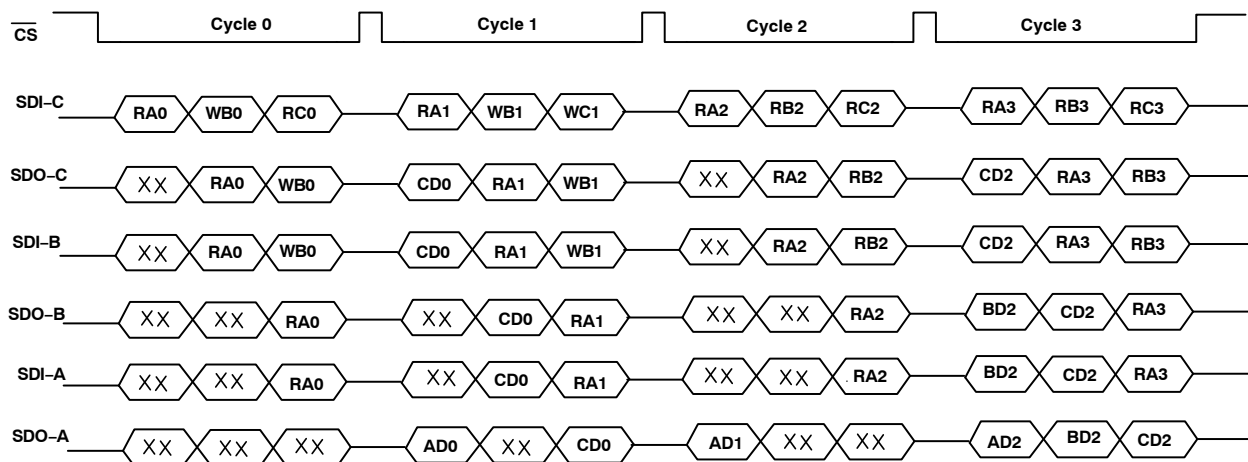 CS Cycle 0 Cycle 1 Cycle 2 Cycle 3
SDI–C RA0 WB0 RC0 RA1 WB1 WC1 RA2 RB2 RC2 RA3 RB3 RC3
SDO–C XX RA0 WB0 CD0 RA1 WB1 XX RA2 RB2 CD2 RA3 RB3
SDI–B XX RA0 WB0 CD0 RA1 WB1 XX RA2 RB2 CD2 RA3 RB3
SDO–B XX XX RA0 XX CD0 RA1 XX XX RA2 BD2 CD2 RA3
SDI–A XX XX RA0 XX CD0 RA1 XX XX RA2 BD2 CD2 RA3
SDO–A XX XX XX AD0 XX CD0 AD1 XX XX AD2 BD2 CD2